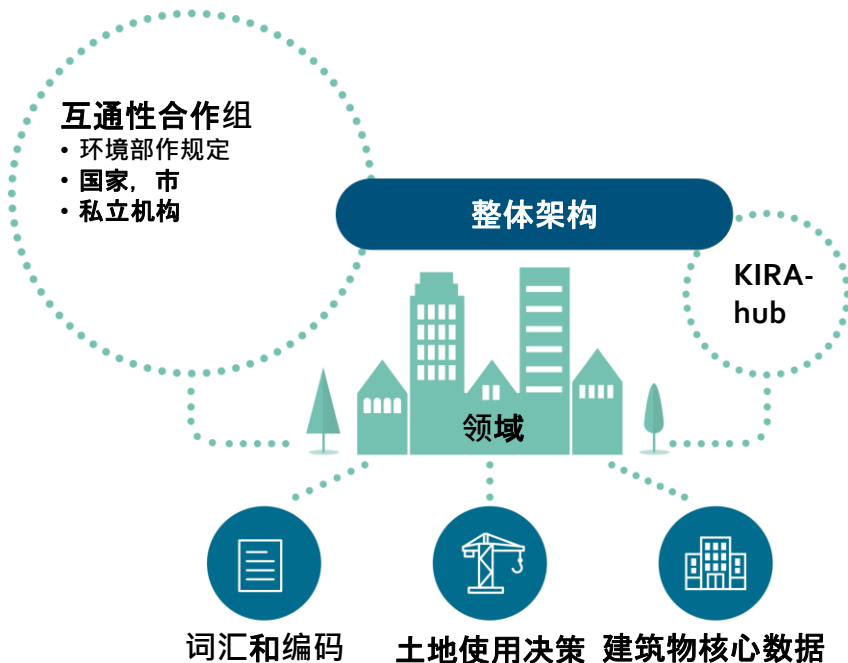 互通性合作组
• 环境部作规定
• 国家，市
• 私立机构
整体架构
KIRA-
hub
领域
词汇和编码
土地使用决策
建筑物核心数据